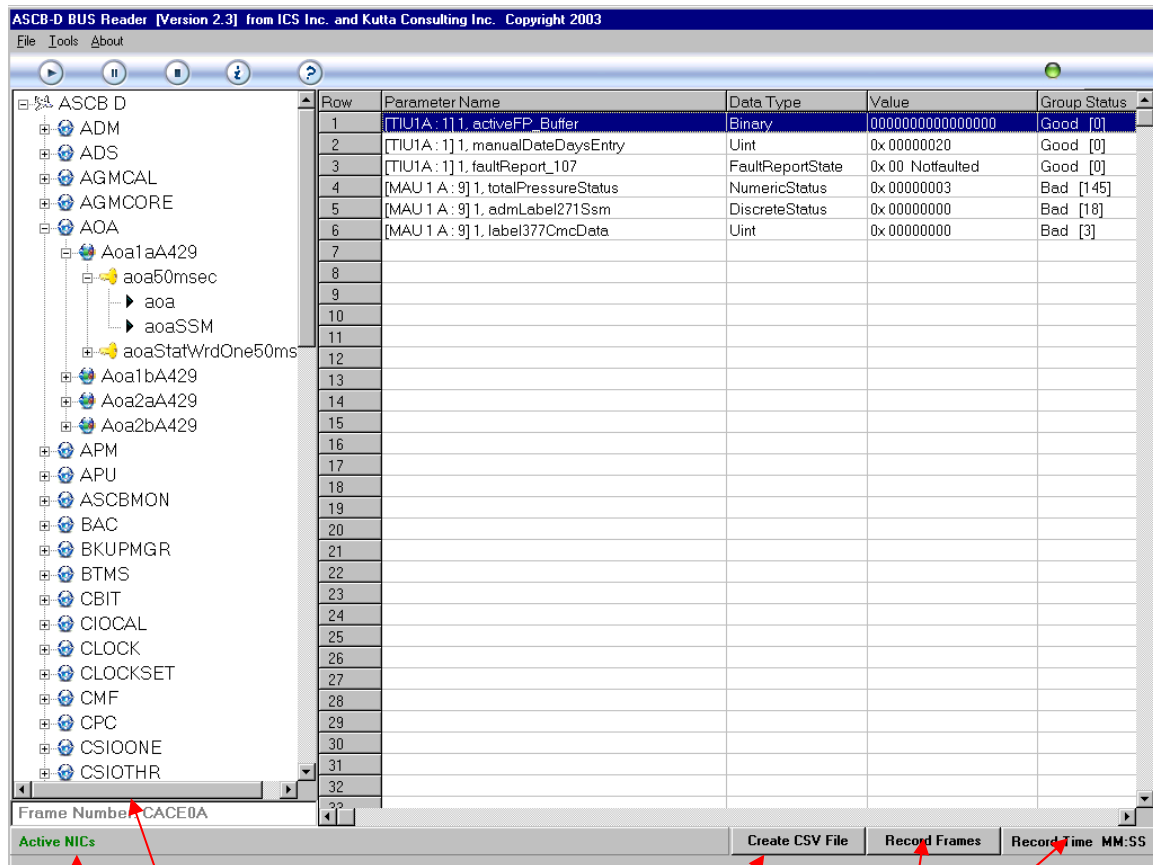 ASCB-D BUS Reader [Version 2.3] from ICS Inc. and Kutta Consulting Inc. Copyright 2003
File Tools About
ASCB D
ADM
ADS
AGMCAL
AGMCORE
AOA
Aoa1aA429
aoa50msec
aoa
aoaSSM
aoaStatWrdOne50ms
Aoa1bA429
Aoa2aA429
Aoa2bA429
APM
APU
ASCBMON
BAC
BKUPMGR
BTMS
CBIT
CIOCAL
CLOCK
CLOCKSET
CMF
CPC
CSIOONE
CSIOTHR
Frame Number CACE0A
Row Parameter Name Data Type Value Group Status
1 [TIU1A : 1] 1, activeFP_Buffer Binary 0000000000000000 Good [0]
2 [TIU1A : 1] 1, manualDateDaysEntry Uint 0x 00000020 Good [0]
3 [TIU1A : 1] 1, faultReport_107 FaultReportState 0x 00 Notfaulted Good [0]
4 [MAU 1 A : 9] 1, totalPressureStatus NumericStatus 0x 00000003 Bad [145]
5 [MAU 1 A : 9] 1, admLabel271Ssm DiscreteStatus 0x 00000000 Bad [18]
6 [MAU 1 A : 9] 1, label377CmcData Uint 0x 00000000 Bad [3]
7
8
9
10
11
12
13
14
15
16
17
18
19
20
21
22
23
24
25
26
27
28
29
30
31
32
33
Active NICs Create CSV File Record Frames Record Time MM:SS